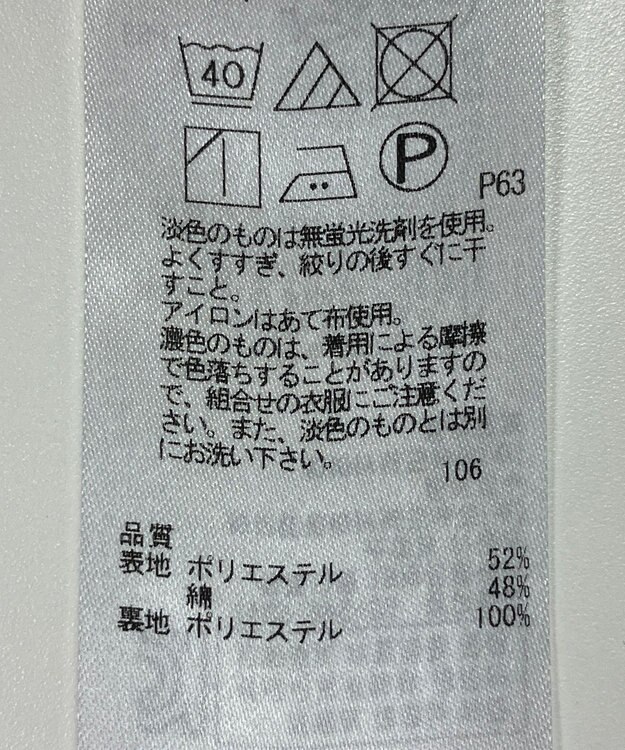 40
P
P63
淡色のものは無蛍光洗剤を使用。
よくすすぎ、絞りの後すぐに干
すこと。
アイロンはあて布使用。
濃色のものは、着用による摩擦
で色落ちすることがありますの
で、組合せの衣服にご注意くだ
さい。また、淡色のものとは別
にお洗い下さい。
106
品質
表地 ポリエステル 52%
綿 48%
裏地 ポリエステル 100%